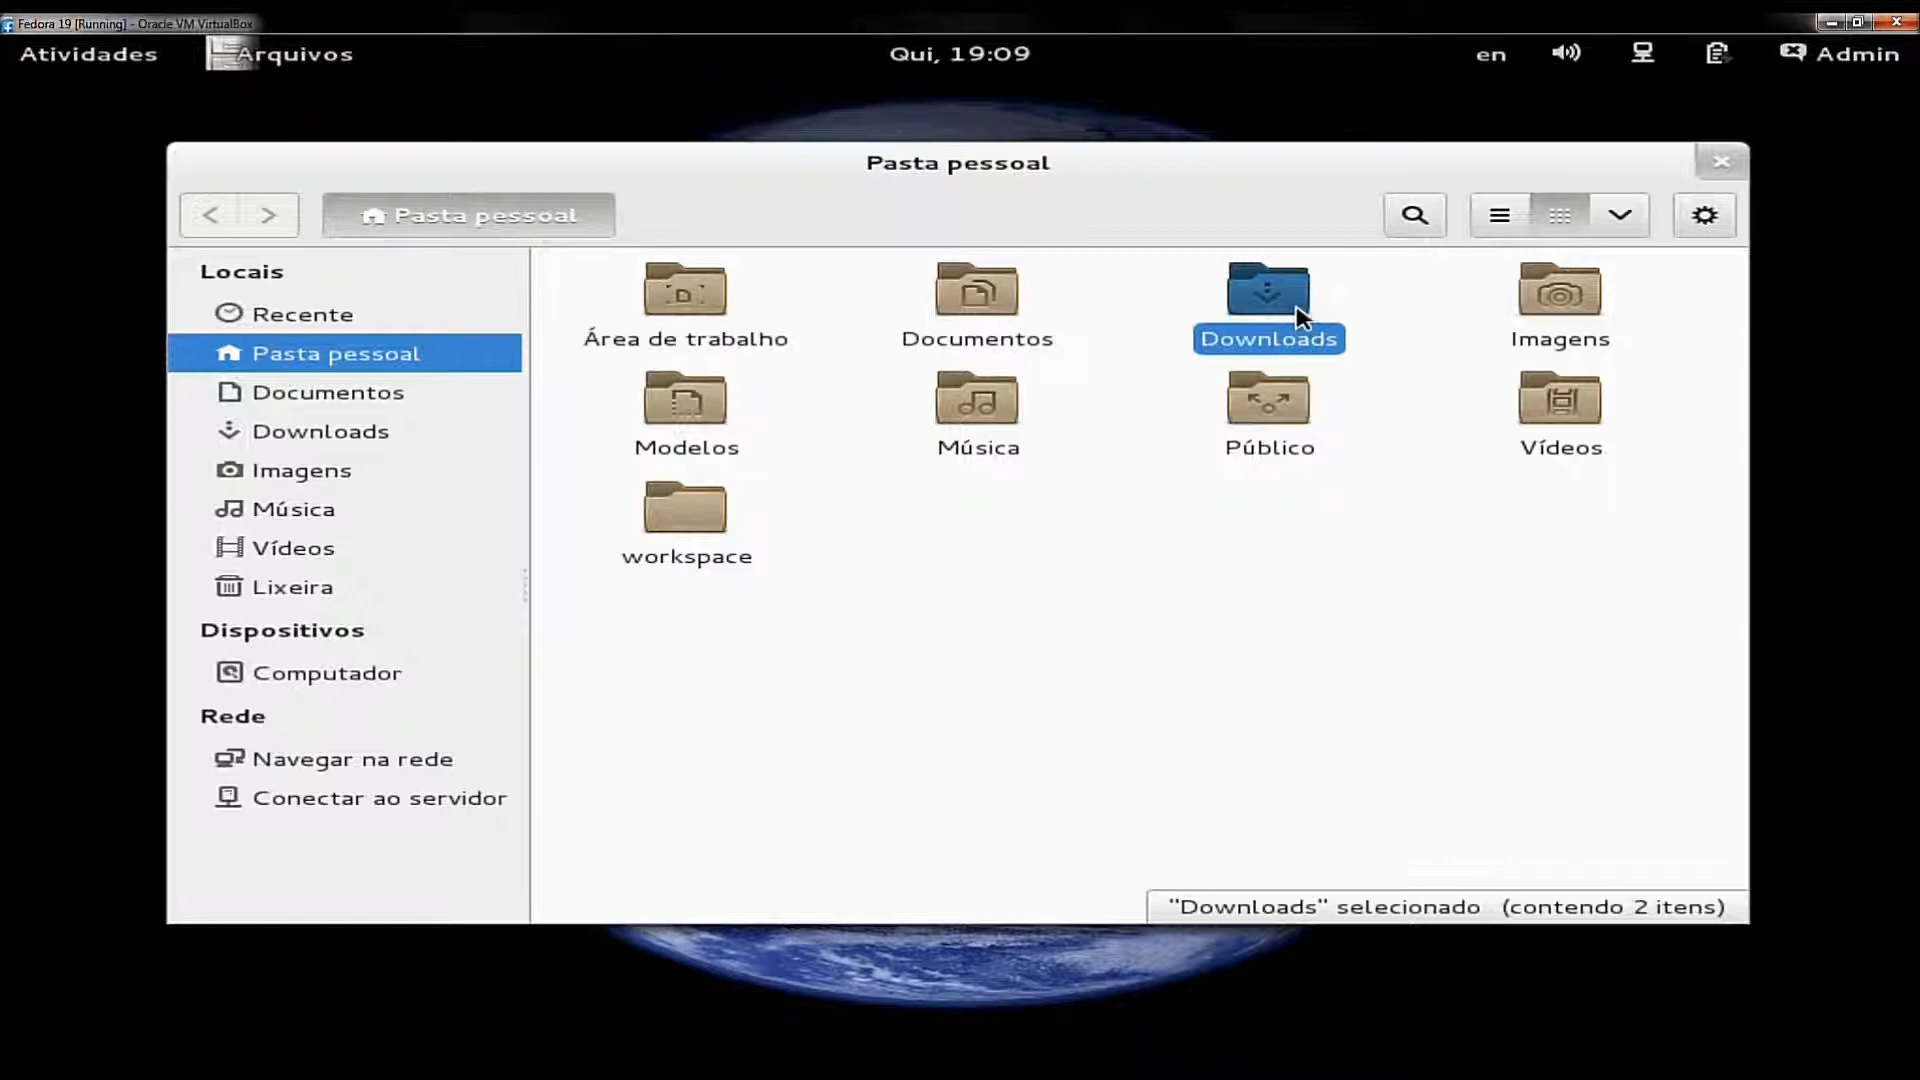 Fedora 19 [Running] - Oracle VM VirtualBox
Atividades Arquivos Qui, 19:09 en Admin
Pasta pessoal
Pasta pessoal
Locais
Recente
Pasta pessoal
Documentos
Downloads
Imagens
Música
Vídeos
Lixeira
Dispositivos
Computador
Rede
Navegar na rede
Conectar ao servidor
Área de trabalho Documentos Downloads Imagens
Modelos Música Público Vídeos
workspace
"Downloads" selecionado (contendo 2 itens)